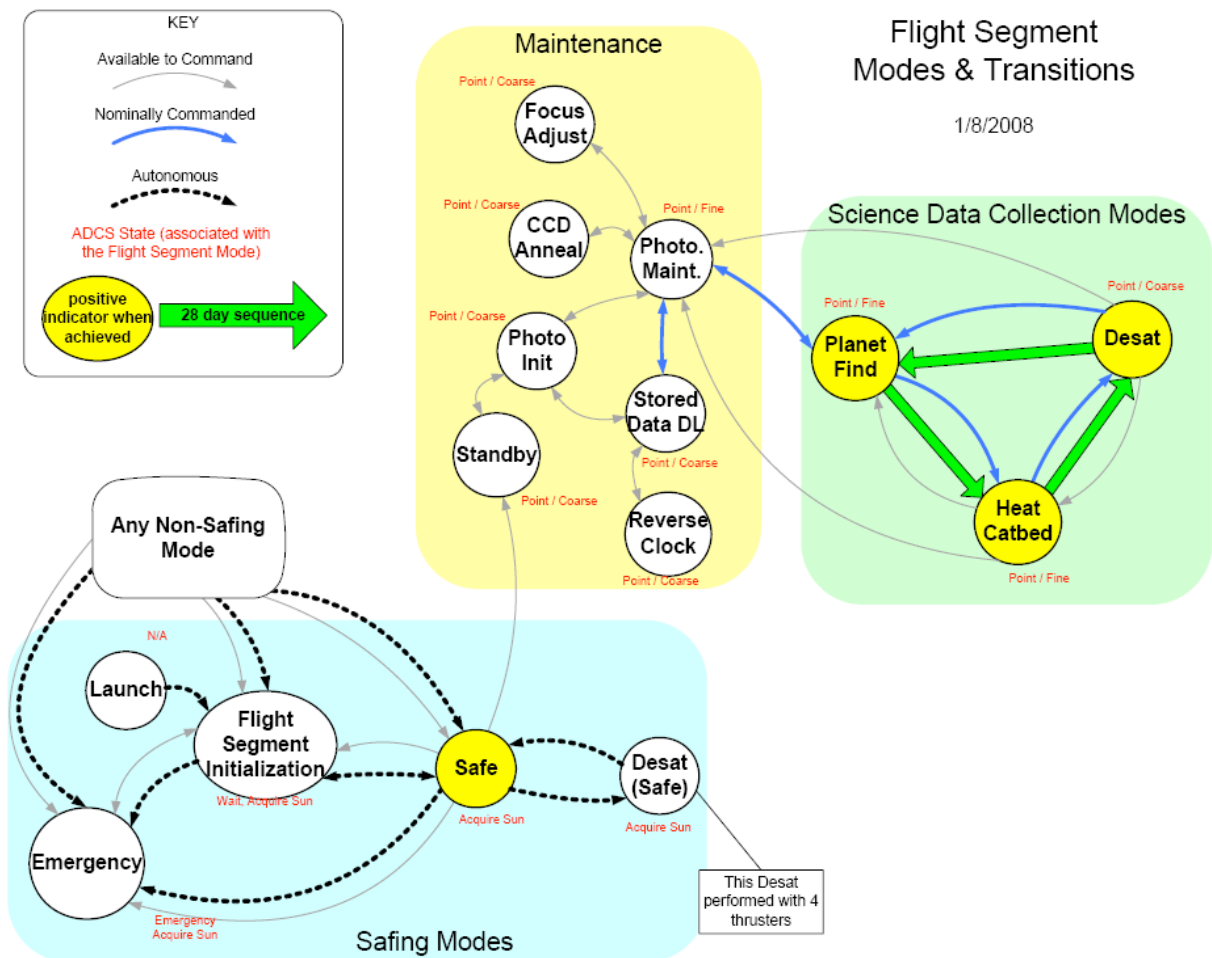 KEY
Available to Command
Nominally Commanded
Autonomous
ADCS State (associated with
the Flight Segment Mode)
positive
indicator when
achieved
28 day sequence
Flight Segment
Modes & Transitions
1/8/2008
Maintenance
Point / Coarse
Focus
Adjust
Point / Coarse
CCD
Anneal
Point / Fine
Photo.
Maint.
Point / Coarse
Photo
Init
Stored
Data DL
Point / Coarse
Standby
Point / Coarse
Reverse
Clock
Point / Coarse
Science Data Collection Modes
Point / Fine
Planet
Find
Point / Coarse
Desat
Heat
Catbed
Point / Fine
Any Non-Safing
Mode
N/A
Launch
Flight
Segment
Initialization
Wait, Acquire Sun
Safe
Acquire Sun
Desat
(Safe)
Acquire Sun
Emergency
Emergency
Acquire Sun
This Desat
performed with 4
thrusters
Safing Modes